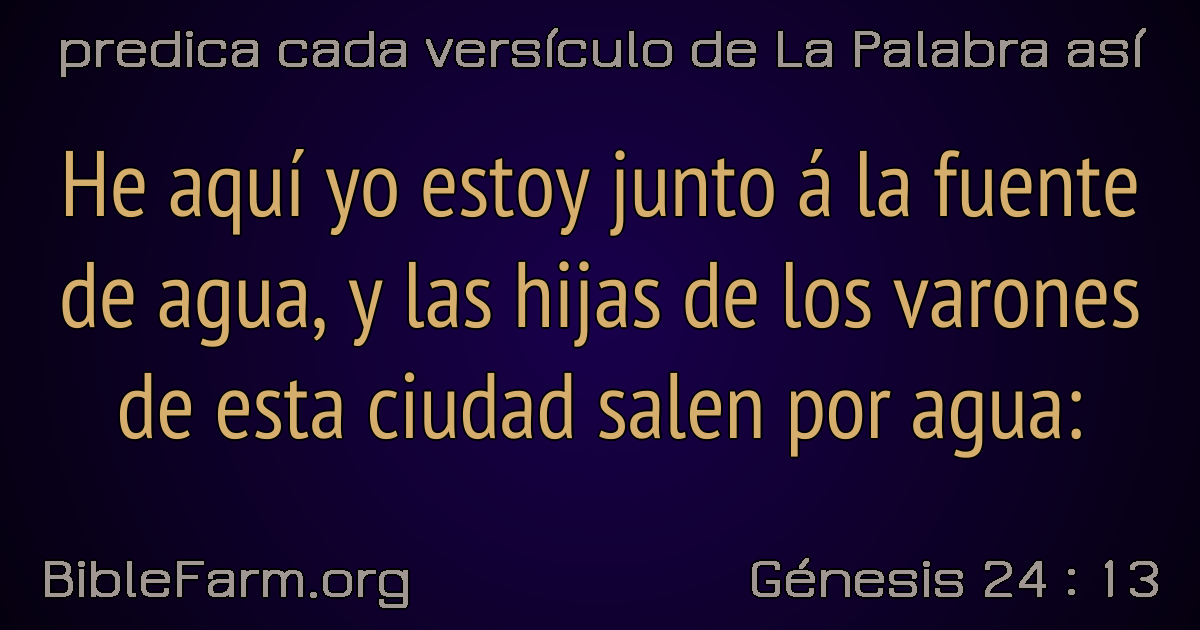 predica cada versículo de La Palabra así
He aquí yo estoy junto á la fuente
de agua, y las hijas de los varones
de esta ciudad salen por agua:
BibleFarm.org
Génesis 24 : 13